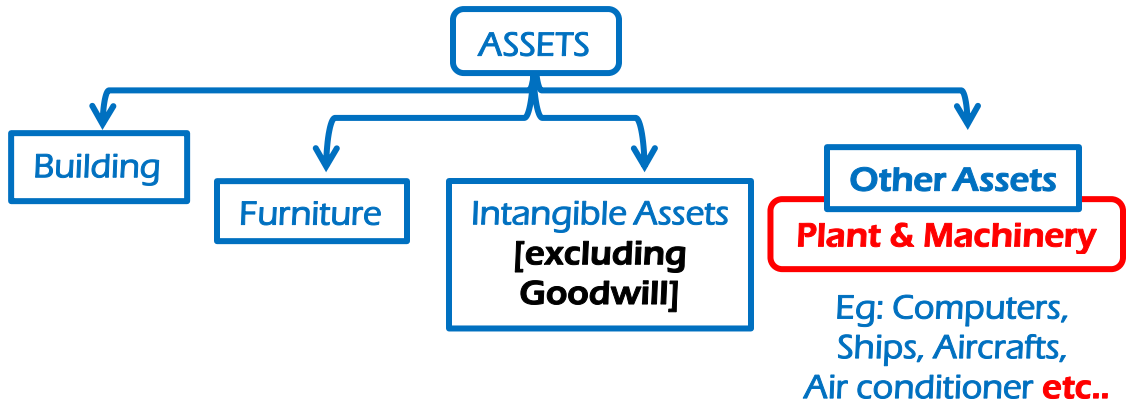 ASSETS
Building
Furniture
Intangible Assets
[excluding
Goodwill]
Other Assets
Plant & Machinery
Eg: Computers,
Ships, Aircrafts,
Air conditioner etc..